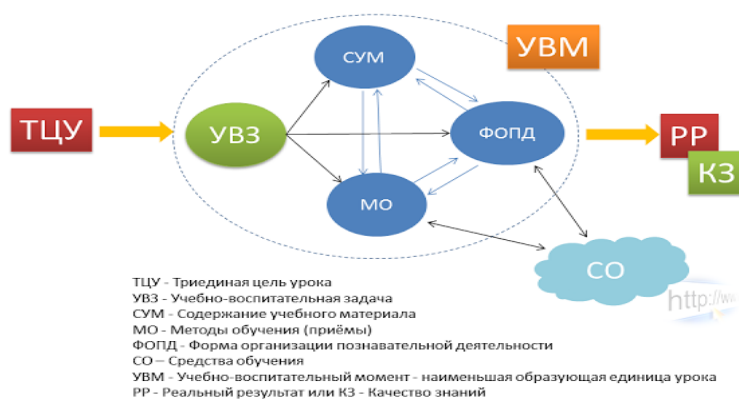 СУМ
УВМ
ТЦУ
УВЗ
ФОПД
РР
КЗ
МО
СО
http://w
ТЦУ - Триединая цель урока
УВЗ - Учебно-воспитательная задача
СУМ - Содержание учебного материала
МО - Методы обучения (приёмы)
ФОПД - Форма организации познавательной деятельности
СО – Средства обучения
УВМ - Учебно-воспитательный момент - наименьшая образующая единица урока
РР - Реальный результат или КЗ - Качество знаний